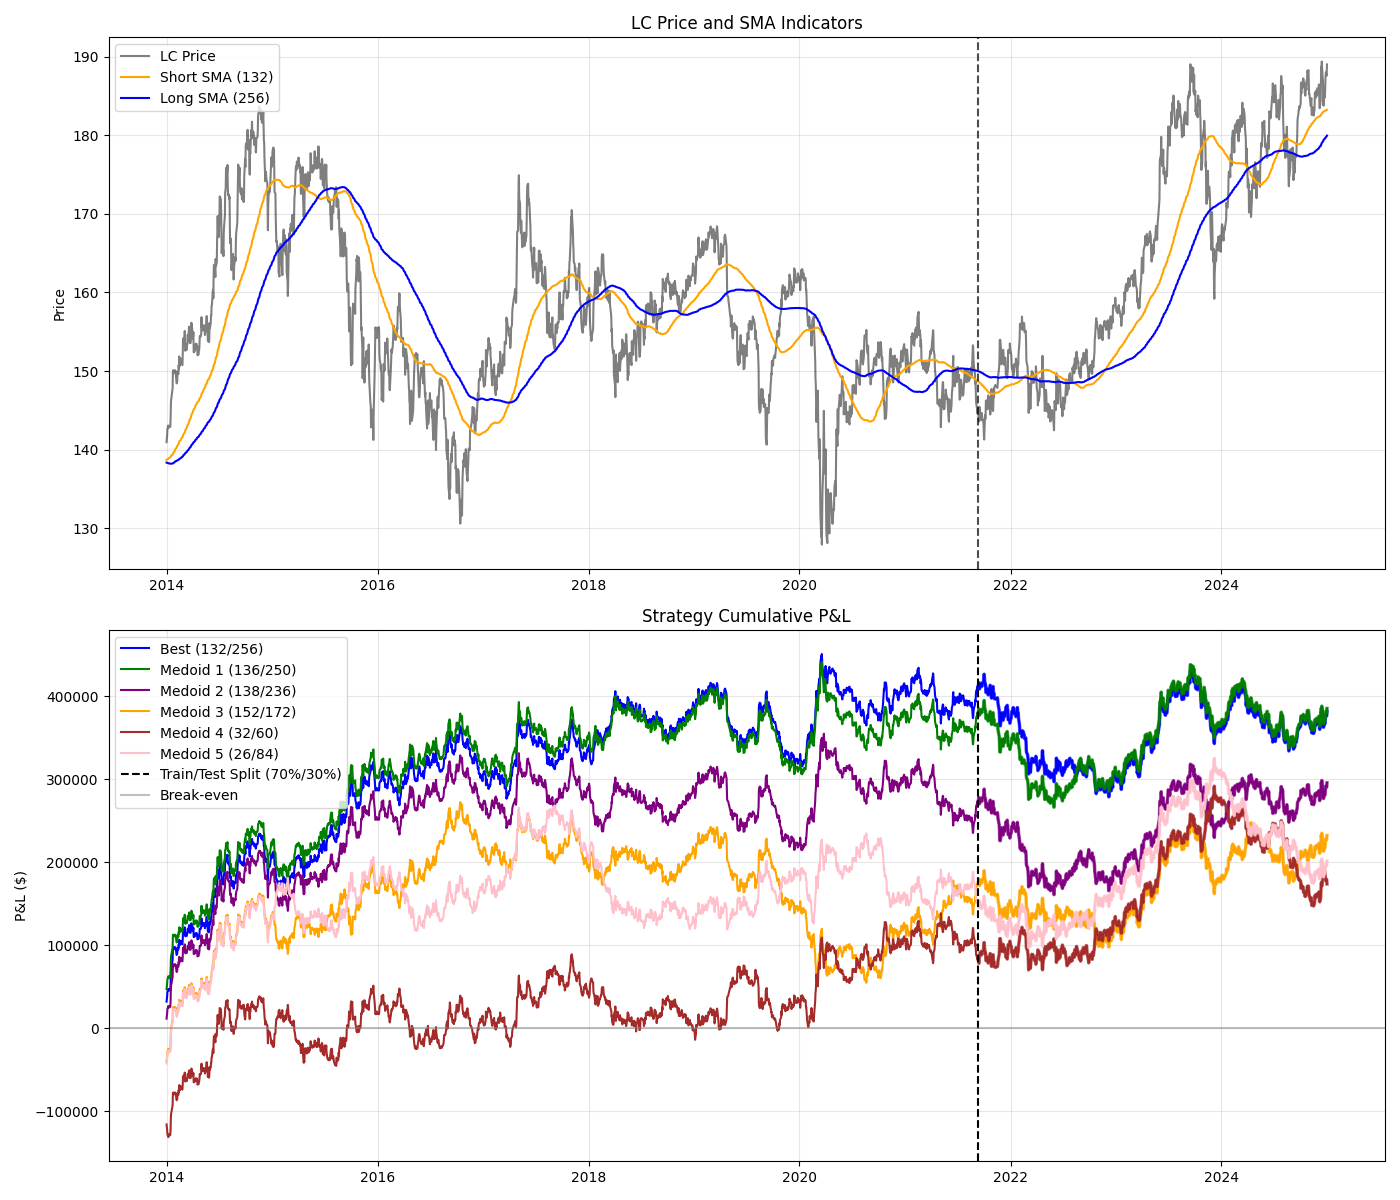 LC Price and SMA Indicators
LC Price
Short SMA (132)
Long SMA (256)
190
180
170
160
150
140
130
Price
2014 2016 2018 2020 2022 2024
Strategy Cumulative P&L
Best (132/256)
Medoid 1 (136/250)
Medoid 2 (138/236)
Medoid 3 (152/172)
Medoid 4 (32/60)
Medoid 5 (26/84)
Train/Test Split (70%/30%)
Break-even
400000
300000
200000
100000
0
−100000
P&L ($)
2014 2016 2018 2020 2022 2024